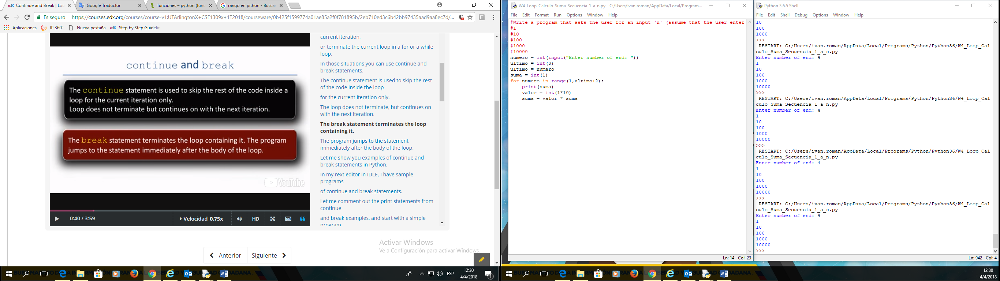 Continue and Break | Loo
Google Traductor
funciones – python (func
rango en pithon - Buscar
Es seguro | https://courses.edx.org/courses/course-v1:UTArlingtonX+CSE1309x+1T2018/courseware/0b425f1599774a01ae85a2f0f781895b/2eb710ed3c6b42bb97435aad9aa8ec7d/...
Aplicaciones IP 360° Nueva pestaña edX Step by Step Guidelin
continue and break
The continue statement is used to skip the rest of the code inside a
loop for the current iteration only.
Loop does not terminate but continues on with the next iteration.
The break statement terminates the loop containing it. The program
jumps to the statement immediately after the body of the loop.
YouTube
0:40 / 3:59
Velocidad 0.75x
HD
current iteration,
or terminate the current loop in a for or a while
loop.
In those situations you can use continue and
break statements.
The continue statement is used to skip the rest
of the code inside the loop
for the current iteration only.
The loop does not terminate, but continues on
with the next iteration.
The break statement terminates the loop
containing it.
The program jumps to the statement
immediately after the body of the loop.
Let me show you examples of continue and
break statements in Python.
In my rext editor in IDLE, I have sample
programs
of continue and break statements.
Let me comment out the print statements from
continue
and break examples, and start with a simple
program
Anterior Siguiente
Activar Windows
Ve a Configuración para activar Windows.
ESP
12:30
4/4/2018
W4_Loop_Calculo_Suma_Secuencia_1_a_n.py - C:/Users/ivan.roman/AppData/Local/Program...
File Edit Format Run Options Window Help
#Write a program that asks the user for an input 'n' (assume that the user enter
#1
#10
#100
#1000
#10000
numero = int(input("Enter number of end: "))
ultimo = int(0)
ultimo = numero
suma = int(1)
for numero in range(1,ultimo+2):
    print(suma)
    valor = int(1*10)
    suma = valor * suma
Ln: 14 Col: 23
Python 3.6.5 Shell
File Edit Shell Debug Options Window Help
10
100
1000
>>>
RESTART: C:/Users/ivan.roman/AppData/Local/Programs/Python/Python36/W4_Loop_Cal
culo_Suma_Secuencia_1_a_n.py
Enter number of end: 4
1
10
100
1000
10000
>>>
RESTART: C:/Users/ivan.roman/AppData/Local/Programs/Python/Python36/W4_Loop_Cal
culo_Suma_Secuencia_1_a_n.py
Enter number of end: 4
1
10
100
1000
10000
>>>
RESTART: C:/Users/ivan.roman/AppData/Local/Programs/Python/Python36/W4_Loop_Cal
culo_Suma_Secuencia_1_a_n.py
Enter number of end: 4
1
10
100
1000
10000
>>>
RESTART: C:/Users/ivan.roman/AppData/Local/Programs/Python/Python36/W4_Loop_Cal
culo_Suma_Secuencia_1_a_n.py
Enter number of end: 4
1
10
100
1000
10000
>>>
Ln: 942 Col: 4
12:30
4/4/2018